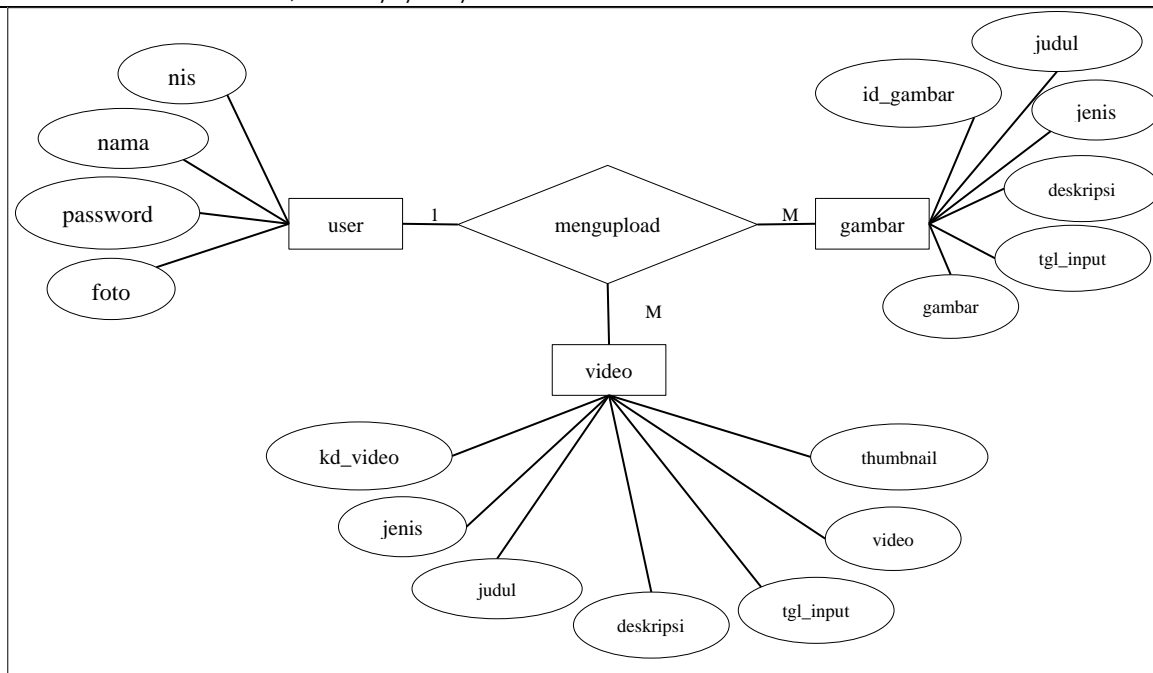 judul
nis
id_gambar
jenis
nama
deskripsi
password
user
1
mengupload
M
gambar
tgl_input
foto
gambar
M
video
kd_video
thumbnail
jenis
video
judul
tgl_input
deskripsi